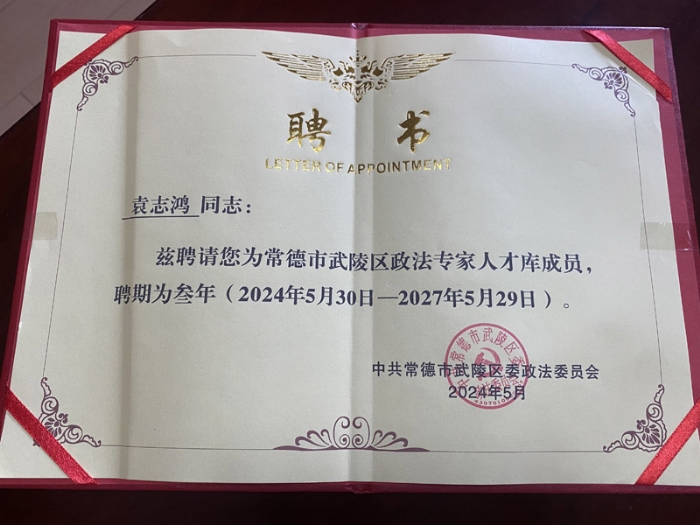 聘 书
LETTER OF APPOINTMENT
袁志鸿 同志：
兹聘请您为常德市武陵区政法专家人才库成员，
聘期为叁年（2024年5月30日—2027年5月29日）。
中共常德市武陵区委政法委员会
2024年5月